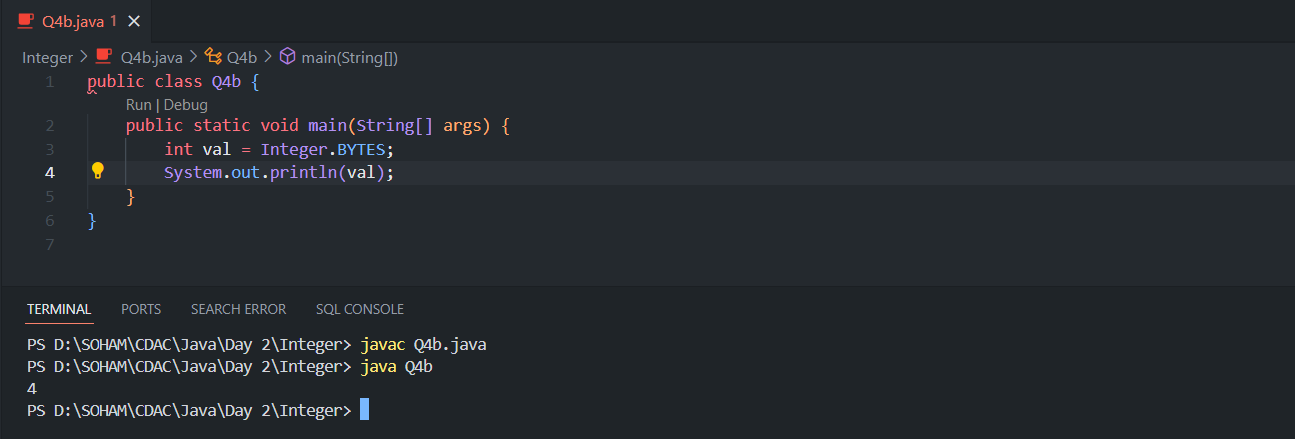 Q4b.java 1
Integer > Q4b.java > Q4b > main(String[])
1 public class Q4b {
Run | Debug
2 public static void main(String[] args) {
3 int val = Integer.BYTES;
4 System.out.println(val);
5 }
6 }
7
TERMINAL PORTS SEARCH ERROR SQL CONSOLE
PS D:\SOHAM\CDAC\Java\Day 2\Integer> javac Q4b.java
PS D:\SOHAM\CDAC\Java\Day 2\Integer> java Q4b
4
PS D:\SOHAM\CDAC\Java\Day 2\Integer>